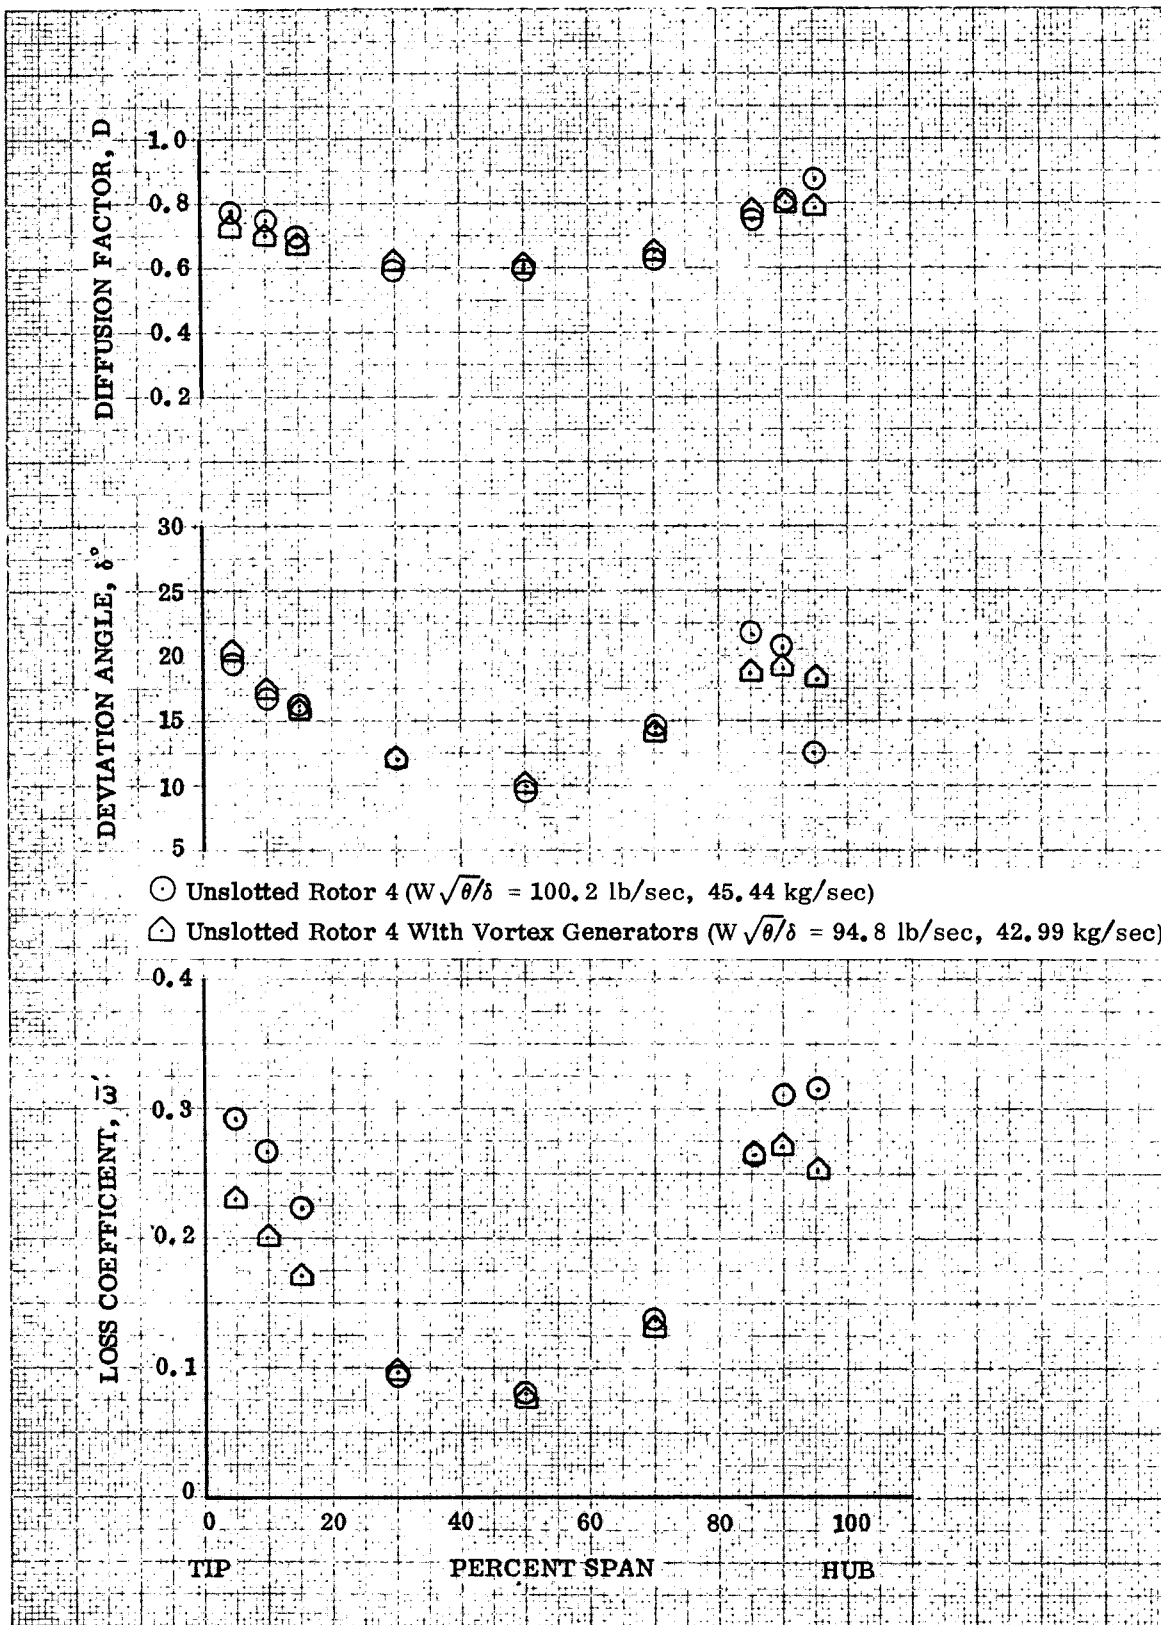 DIFFUSION FACTOR, D
1.0
0.8
0.6
0.4
0.2
DEVIATION ANGLE, δ°
30
25
20
15
10
5
Unslotted Rotor 4 (W√θ/δ = 100.2 lb/sec, 45.44 kg/sec)
Unslotted Rotor 4 With Vortex Generators (W√θ/δ = 94.8 lb/sec, 42.99 kg/sec)
LOSS COEFFICIENT, ω̅′
0.4
0.3
0.2
0.1
0
0 20 40 60 80 100
TIP PERCENT SPAN HUB